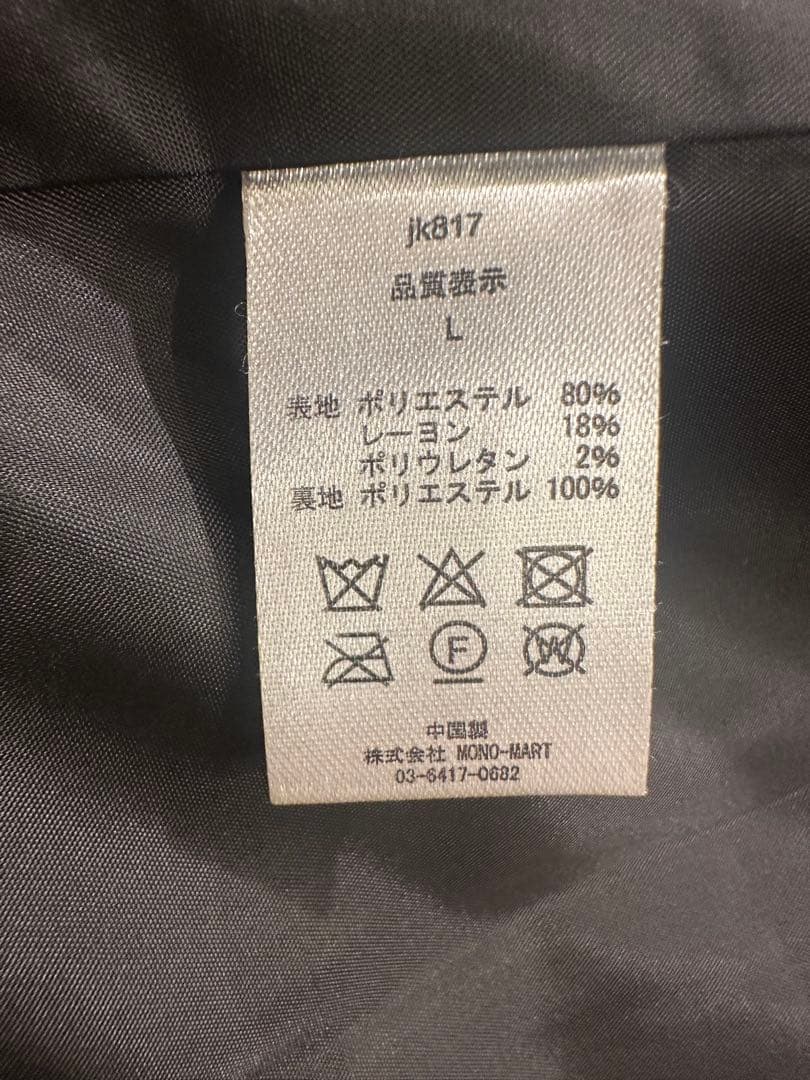 jk817
品質表示
L
表地 ポリエステル 80%
レーヨン 18%
ポリウレタン 2%
裏地 ポリエステル 100%
F
W
中国製
株式会社 MONO-MART
03-6417-0682